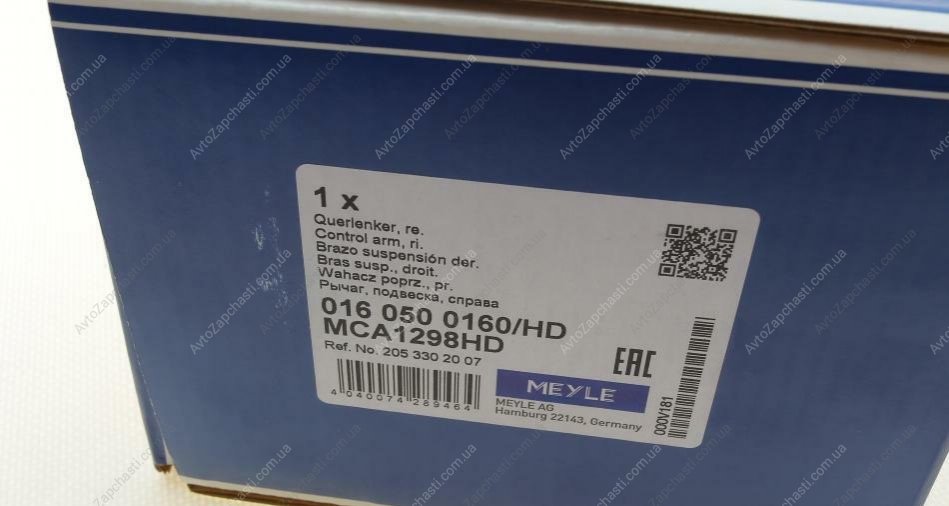 1 x
Querlenker, re.
Control arm, ri.
Brazo suspensión der.
Bras susp., droit.
Wahacz poprz., pr.
Рычаг, подвеска, справа
016 050 0160/HD
MCA1298HD
Ref. No. 205 330 20 07
4 040074 289464
EAC
MEYLE
MEYLE AG
Hamburg 22143, Germany
000V181
AvtoZapchasti.com.ua